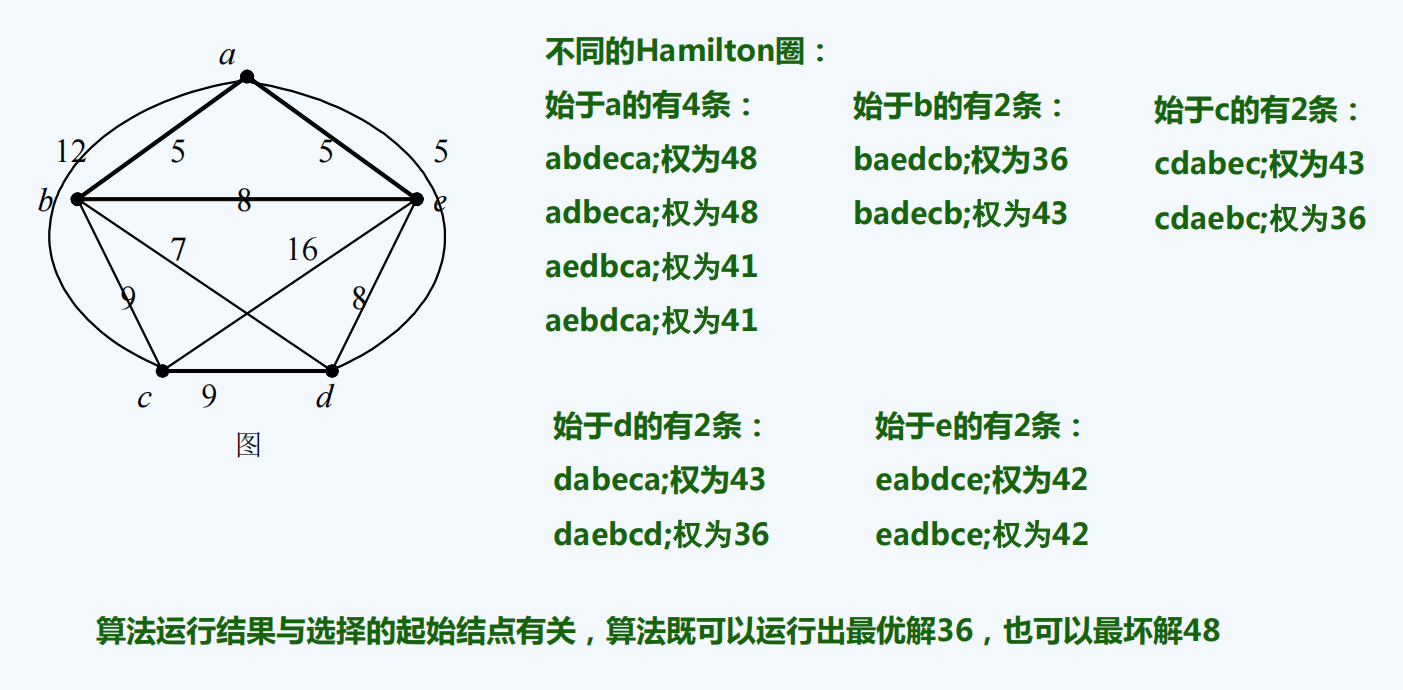 a
12
5
5
5
b
8
e
7
16
9
8
c
9
d
图
不同的Hamilton圈：
始于a的有4条：
abdeca;权为48
adbeca;权为48
aedbca;权为41
aebdca;权为41
始于b的有2条：
baedcb;权为36
badecb;权为43
始于c的有2条：
cdabec;权为43
cdaebc;权为36
始于d的有2条：
dabeca;权为43
daebcd;权为36
始于e的有2条：
eabdce;权为42
eadbce;权为42
算法运行结果与选择的起始结点有关，算法既可以运行出最优解36，也可以最坏解48